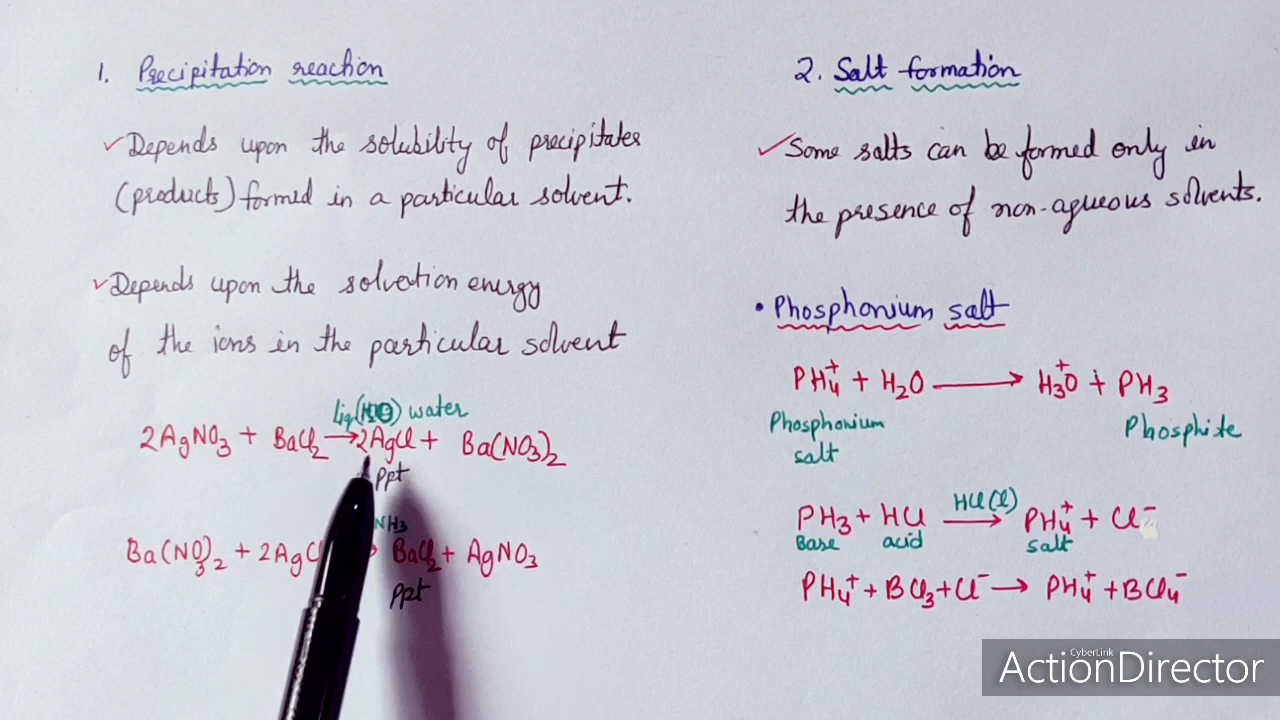 1. Precipitation reaction
✓Depends upon the solubility of precipitates
(products) formed in a particular solvent.
✓Depends upon the solvation energy
of the ions in the particular solvent
liq(H2O) water
2AgNO3 + BaCl2 → 2AgCl + Ba(NO3)2
ppt
NH3
Ba(NO3)2 + 2AgCl → BaCl2 + AgNO3
ppt
2. Salt formation
✓Some salts can be formed only in
the presence of non-aqueous solvents.
• Phosphonium salt
PH4+ + H2O → H3O+ + PH3
Phosphonium Phosphite
salt
HCl(l)
PH3 + HCl → PH4+ + Cl-
Base acid salt
PH4+ + BCl3 + Cl- → PH4+ + BCl4-
CyberLink
ActionDirector